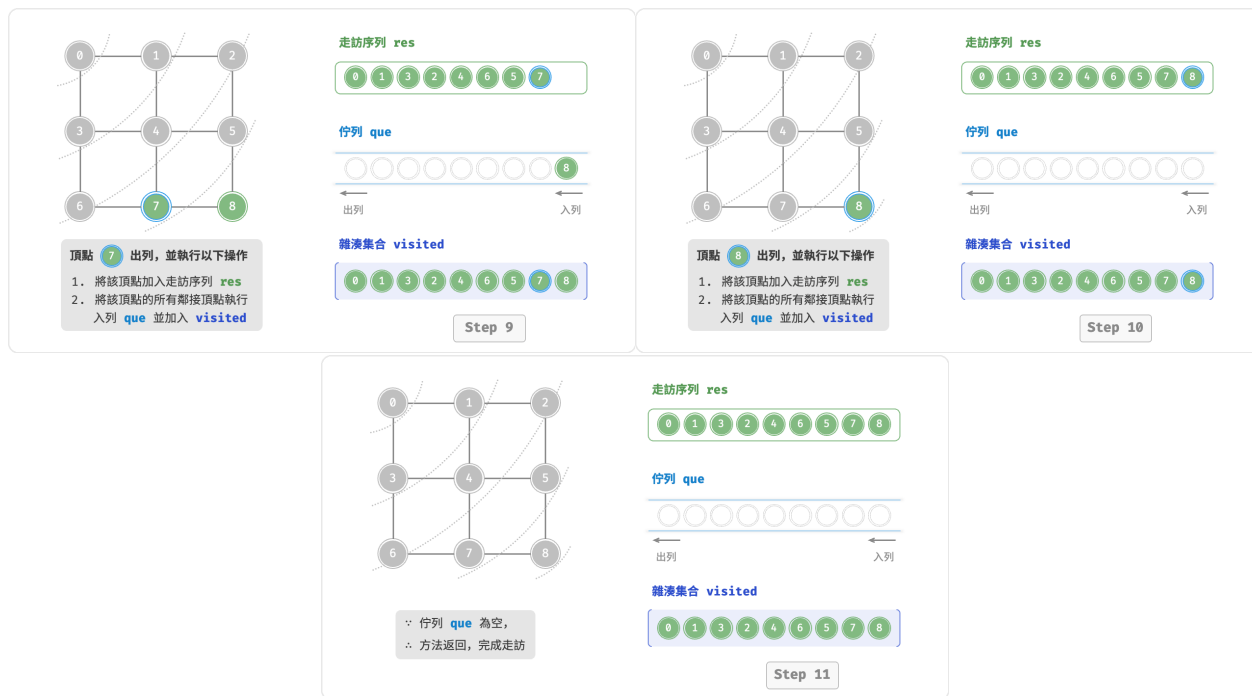 0 1 2
3 4 5
6 7 8
頂點 7 出列，並執行以下操作
1. 將該頂點加入走訪序列 res
2. 將該頂點的所有鄰接頂點執行
入列 que 並加入 visited
走訪序列 res
0 1 3 2 4 6 5 7
佇列 que
8
出列 入列
雜湊集合 visited
0 1 3 2 4 6 5 7 8
Step 9
0 1 2
3 4 5
6 7 8
頂點 8 出列，並執行以下操作
1. 將該頂點加入走訪序列 res
2. 將該頂點的所有鄰接頂點執行
入列 que 並加入 visited
走訪序列 res
0 1 3 2 4 6 5 7 8
佇列 que
出列 入列
雜湊集合 visited
0 1 3 2 4 6 5 7 8
Step 10
0 1 2
3 4 5
6 7 8
∵ 佇列 que 為空，
∴ 方法返回，完成走訪
走訪序列 res
0 1 3 2 4 6 5 7 8
佇列 que
出列 入列
雜湊集合 visited
0 1 3 2 4 6 5 7 8
Step 11